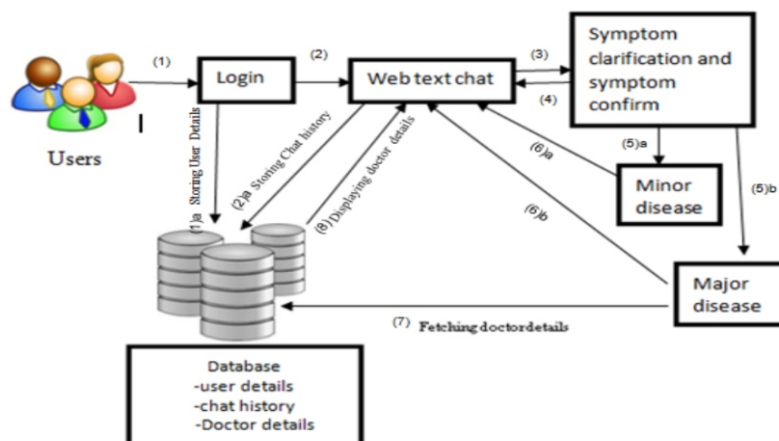 (1)
Login
(2)
Web text chat
(3)
(4)
Symptom
clarification and
symptom
confirm
Users
(1)a Storing User Details
(2)a Storing Chat history
(8) Displaying doctor details
(6)a
(5)a
(5)b
Minor
disease
(6)b
Major
disease
(7) Fetching doctordetails
Database
-user details
-chat history
-Doctor details